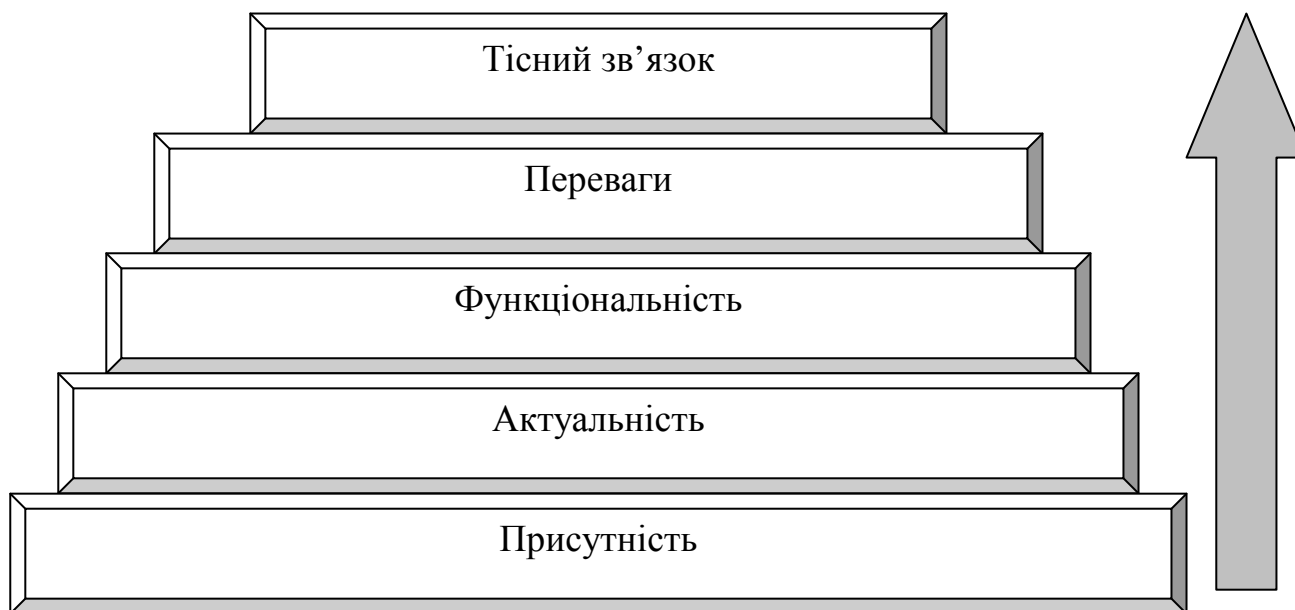 Тісний зв’язок
Переваги
Функціональність
Актуальність
Присутність